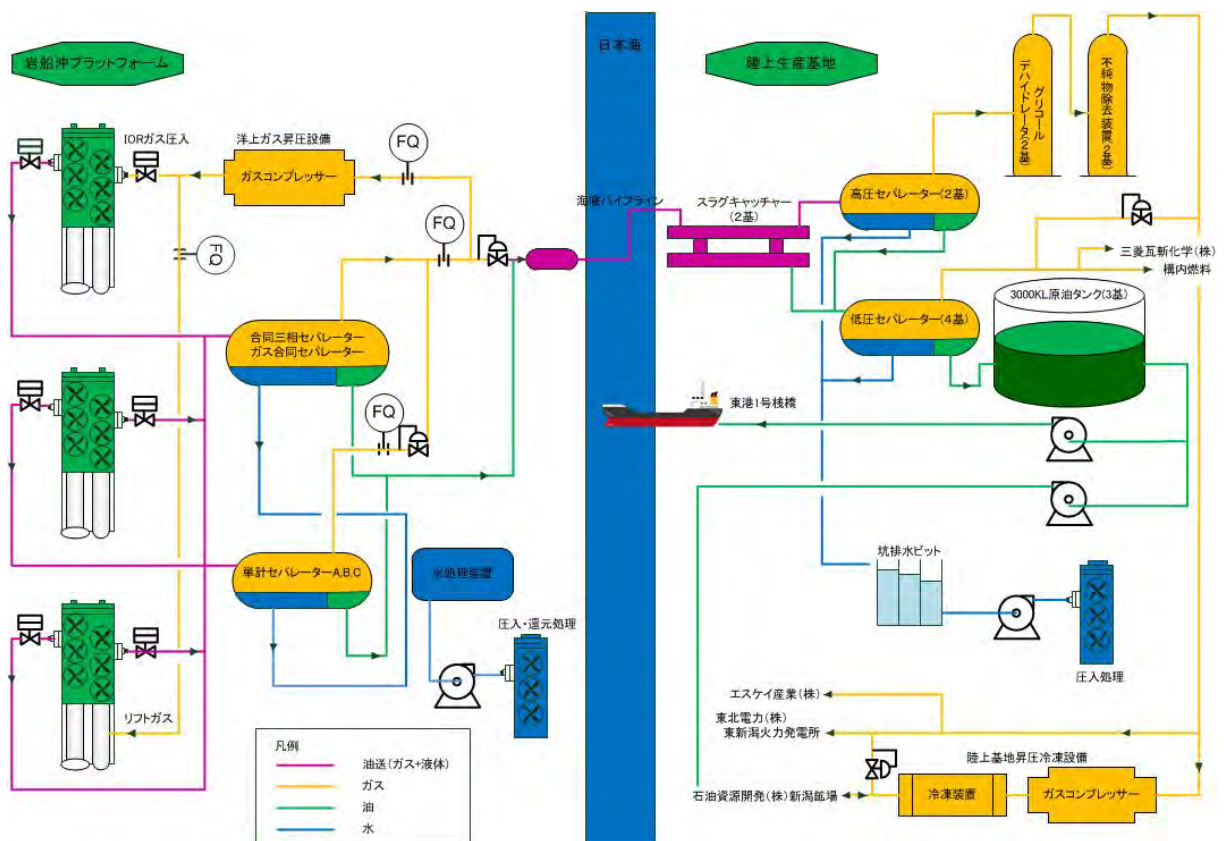 岩船沖プラットフォーム
日本海
陸上生産基地
IORガス圧入
洋上ガス昇圧設備
ガスコンプレッサー
FQ
FQ
FQ
FQ
海底パイプライン
スラグキャッチャー
(2基)
高圧セパレーター(2基)
グリコール
デハイドレータ(2基)
不純物除去装置(2基)
三菱瓦斯化学(株)
構内燃料
3000KL原油タンク(3基)
低圧セパレーター(4基)
合同三相セパレーター
ガス合同セパレーター
東港1号桟橋
単計セパレーターA,B,C
水処理装置
圧入・還元処理
坑排水ピット
圧入処理
リフトガス
凡例
油送(ガス+液体)
ガス
油
水
エスケイ産業(株)
東北電力(株)
東新潟火力発電所
陸上基地昇圧冷凍設備
石油資源開発(株)新潟鉱場
冷凍装置
ガスコンプレッサー